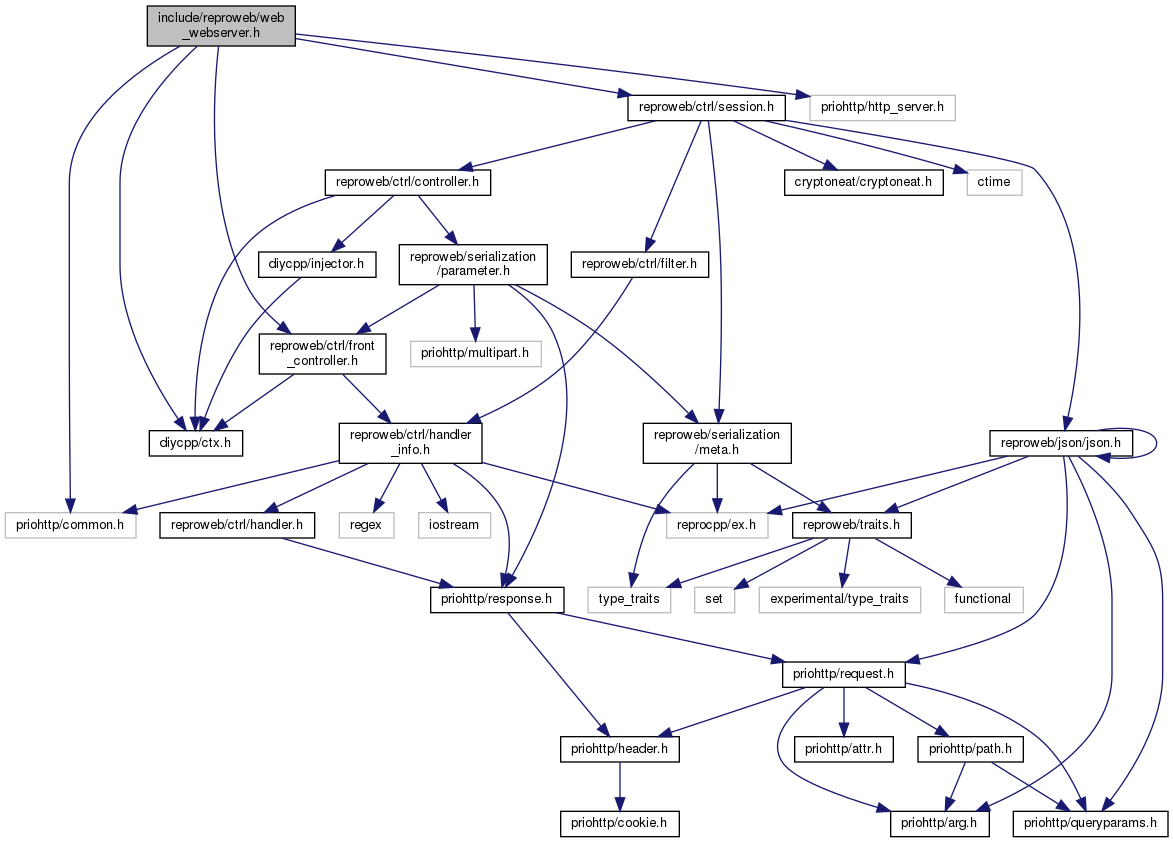 include/reproweb/web
_webserver.h
reproweb/ctrl/session.h
priohttp/http_server.h
reproweb/ctrl/controller.h
cryptoneat/cryptoneat.h
ctime
diycpp/injector.h
reproweb/serialization
/parameter.h
reproweb/ctrl/filter.h
reproweb/ctrl/front
_controller.h
priohttp/multipart.h
diycpp/ctx.h
reproweb/ctrl/handler
_info.h
reproweb/serialization
/meta.h
reproweb/json/json.h
priohttp/common.h
reproweb/ctrl/handler.h
regex
iostream
reprocpp/ex.h
reproweb/traits.h
priohttp/response.h
type_traits
set
experimental/type_traits
functional
priohttp/request.h
priohttp/header.h
priohttp/attr.h
priohttp/path.h
priohttp/cookie.h
priohttp/arg.h
priohttp/queryparams.h